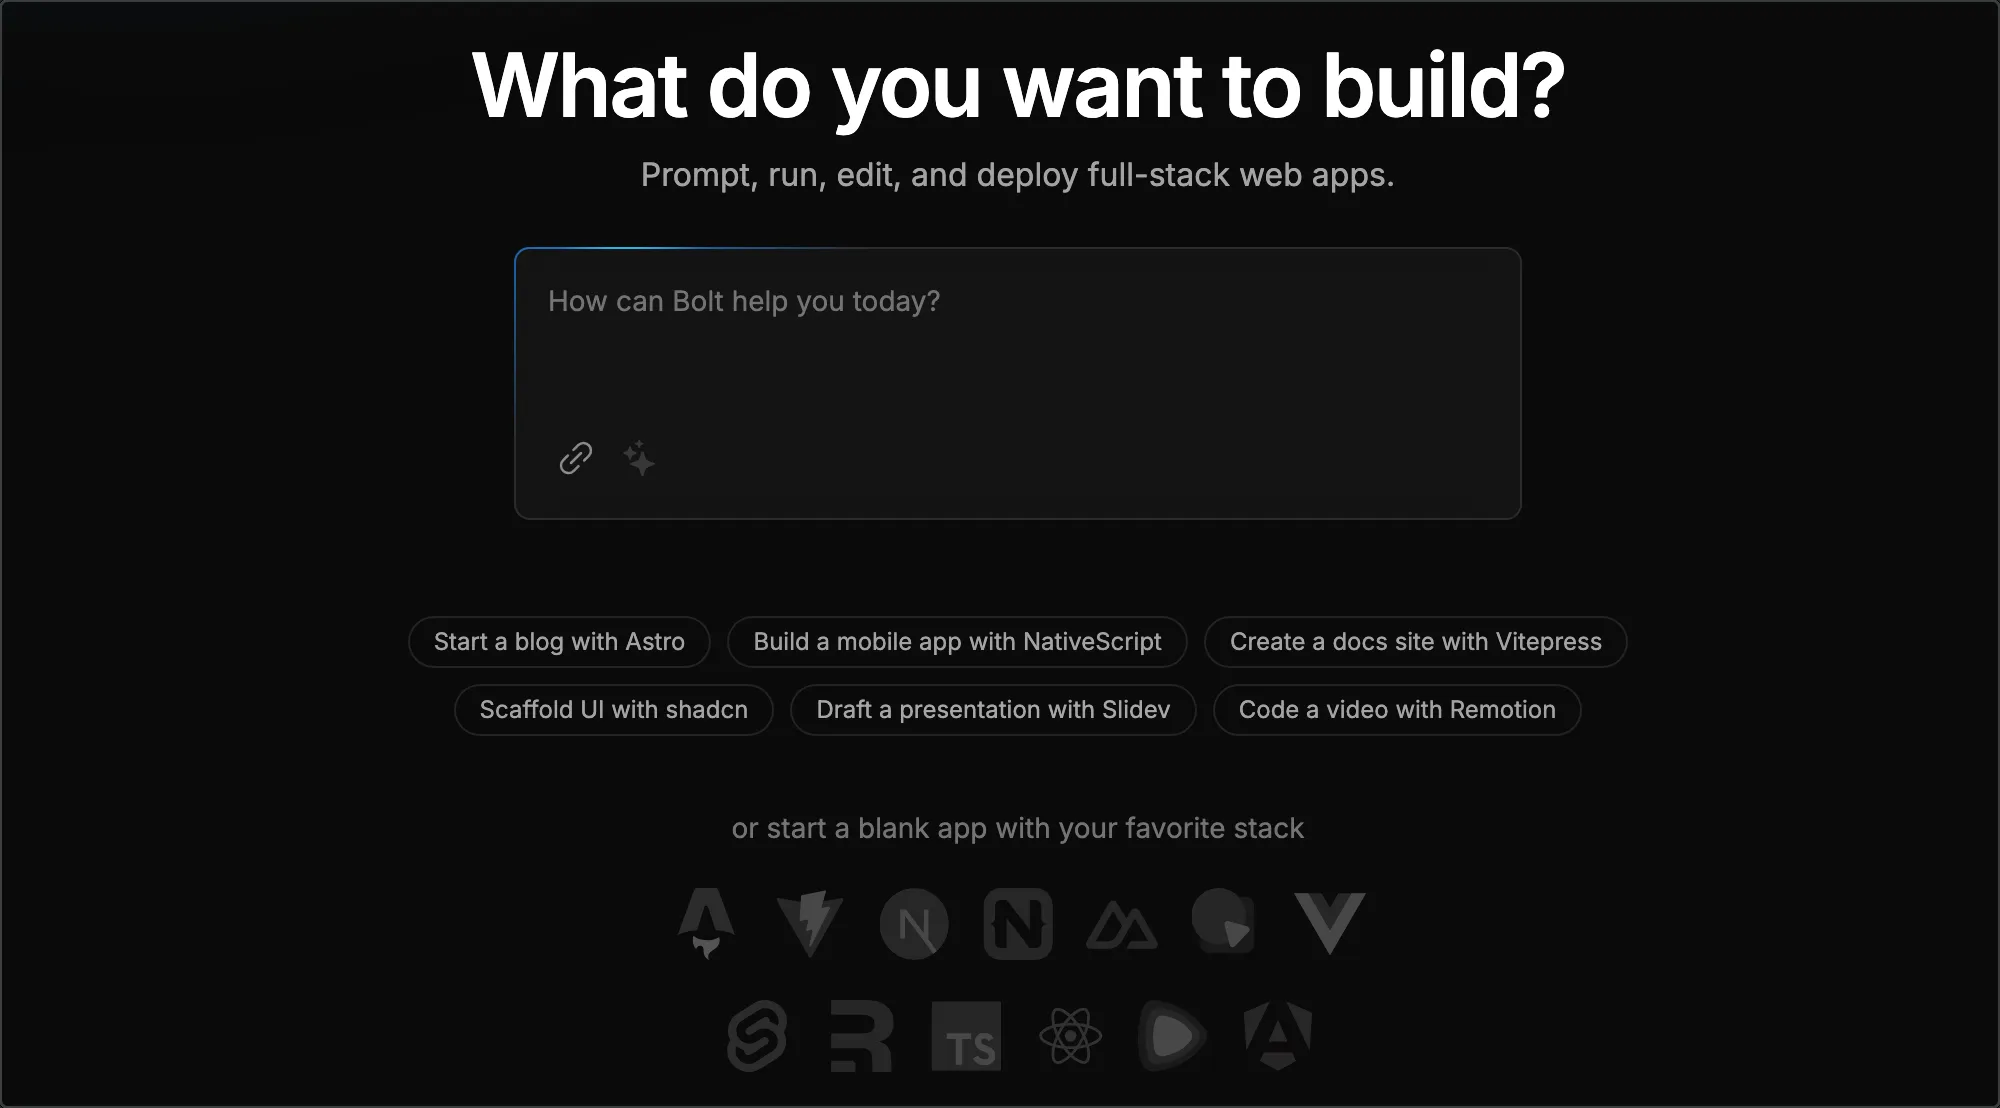 What do you want to build?
Prompt, run, edit, and deploy full-stack web apps.
How can Bolt help you today?
Start a blog with Astro
Build a mobile app with NativeScript
Create a docs site with Vitepress
Scaffold UI with shadcn
Draft a presentation with Slidev
Code a video with Remotion
or start a blank app with your favorite stack
N
N
TS